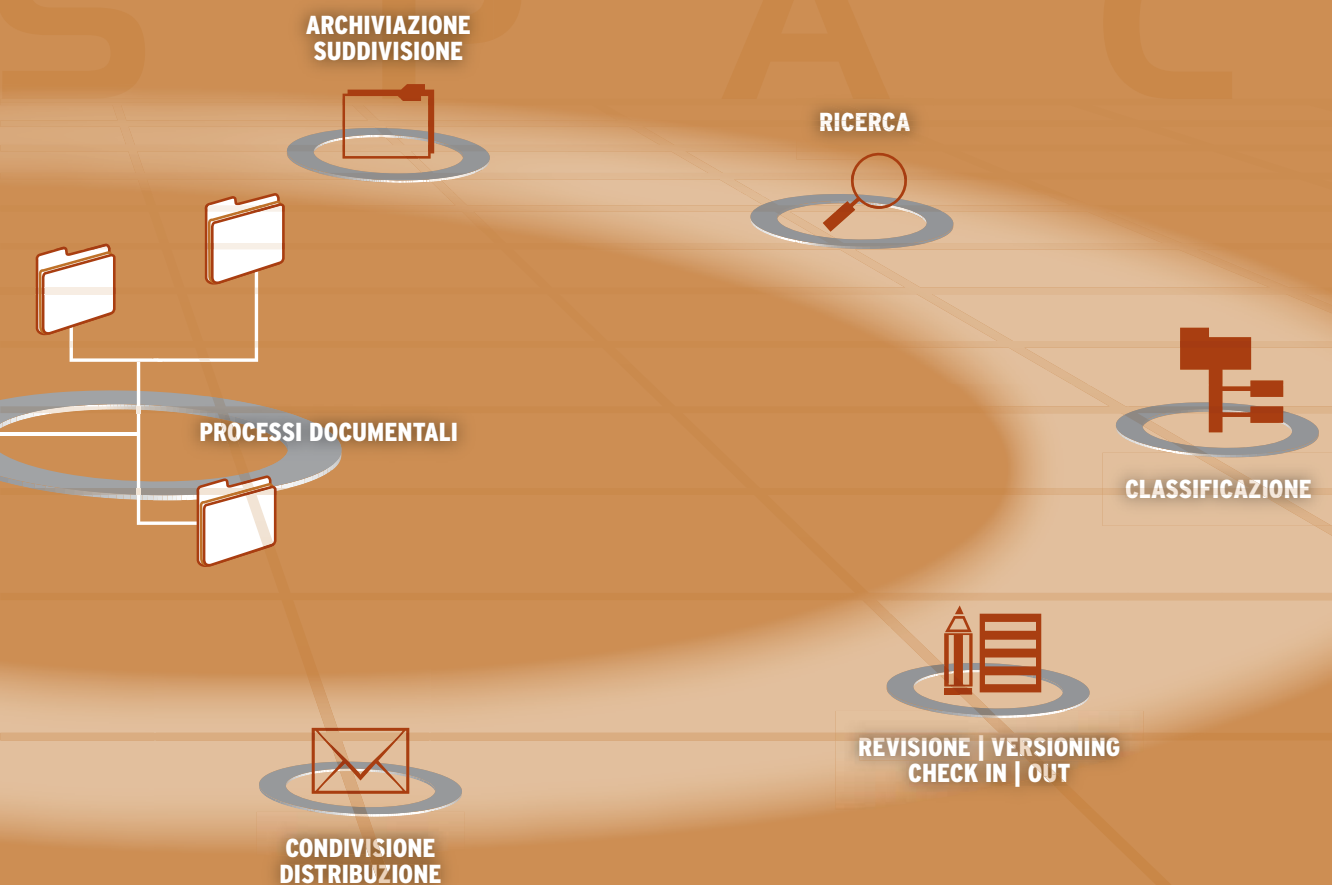 S P A C
ARCHIVIAZIONE
SUDDIVISIONE
RICERCA
PROCESSI DOCUMENTALI
CLASSIFICAZIONE
REVISIONE | VERSIONING
CHECK IN | OUT
CONDIVISIONE
DISTRIBUZIONE